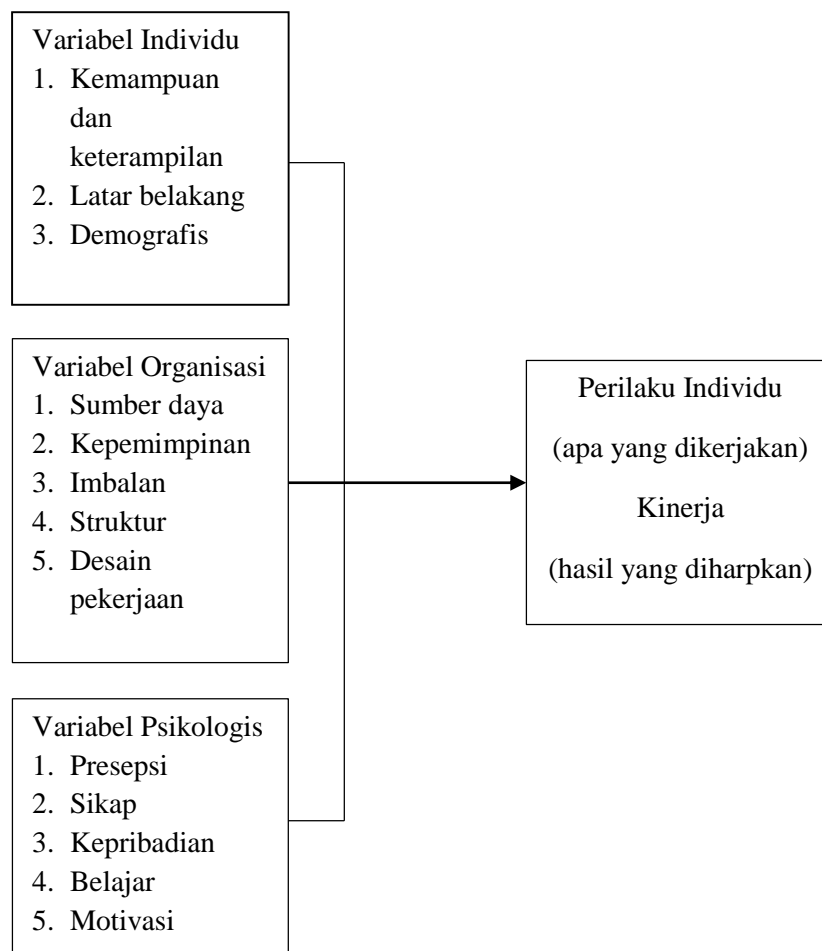 Variabel Individu
1. Kemampuan
dan
keterampilan
2. Latar belakang
3. Demografis
Variabel Organisasi
1. Sumber daya
2. Kepemimpinan
3. Imbalan
4. Struktur
5. Desain
pekerjaan
Variabel Psikologis
1. Presepsi
2. Sikap
3. Kepribadian
4. Belajar
5. Motivasi
Perilaku Individu
(apa yang dikerjakan)
Kinerja
(hasil yang diharpkan)